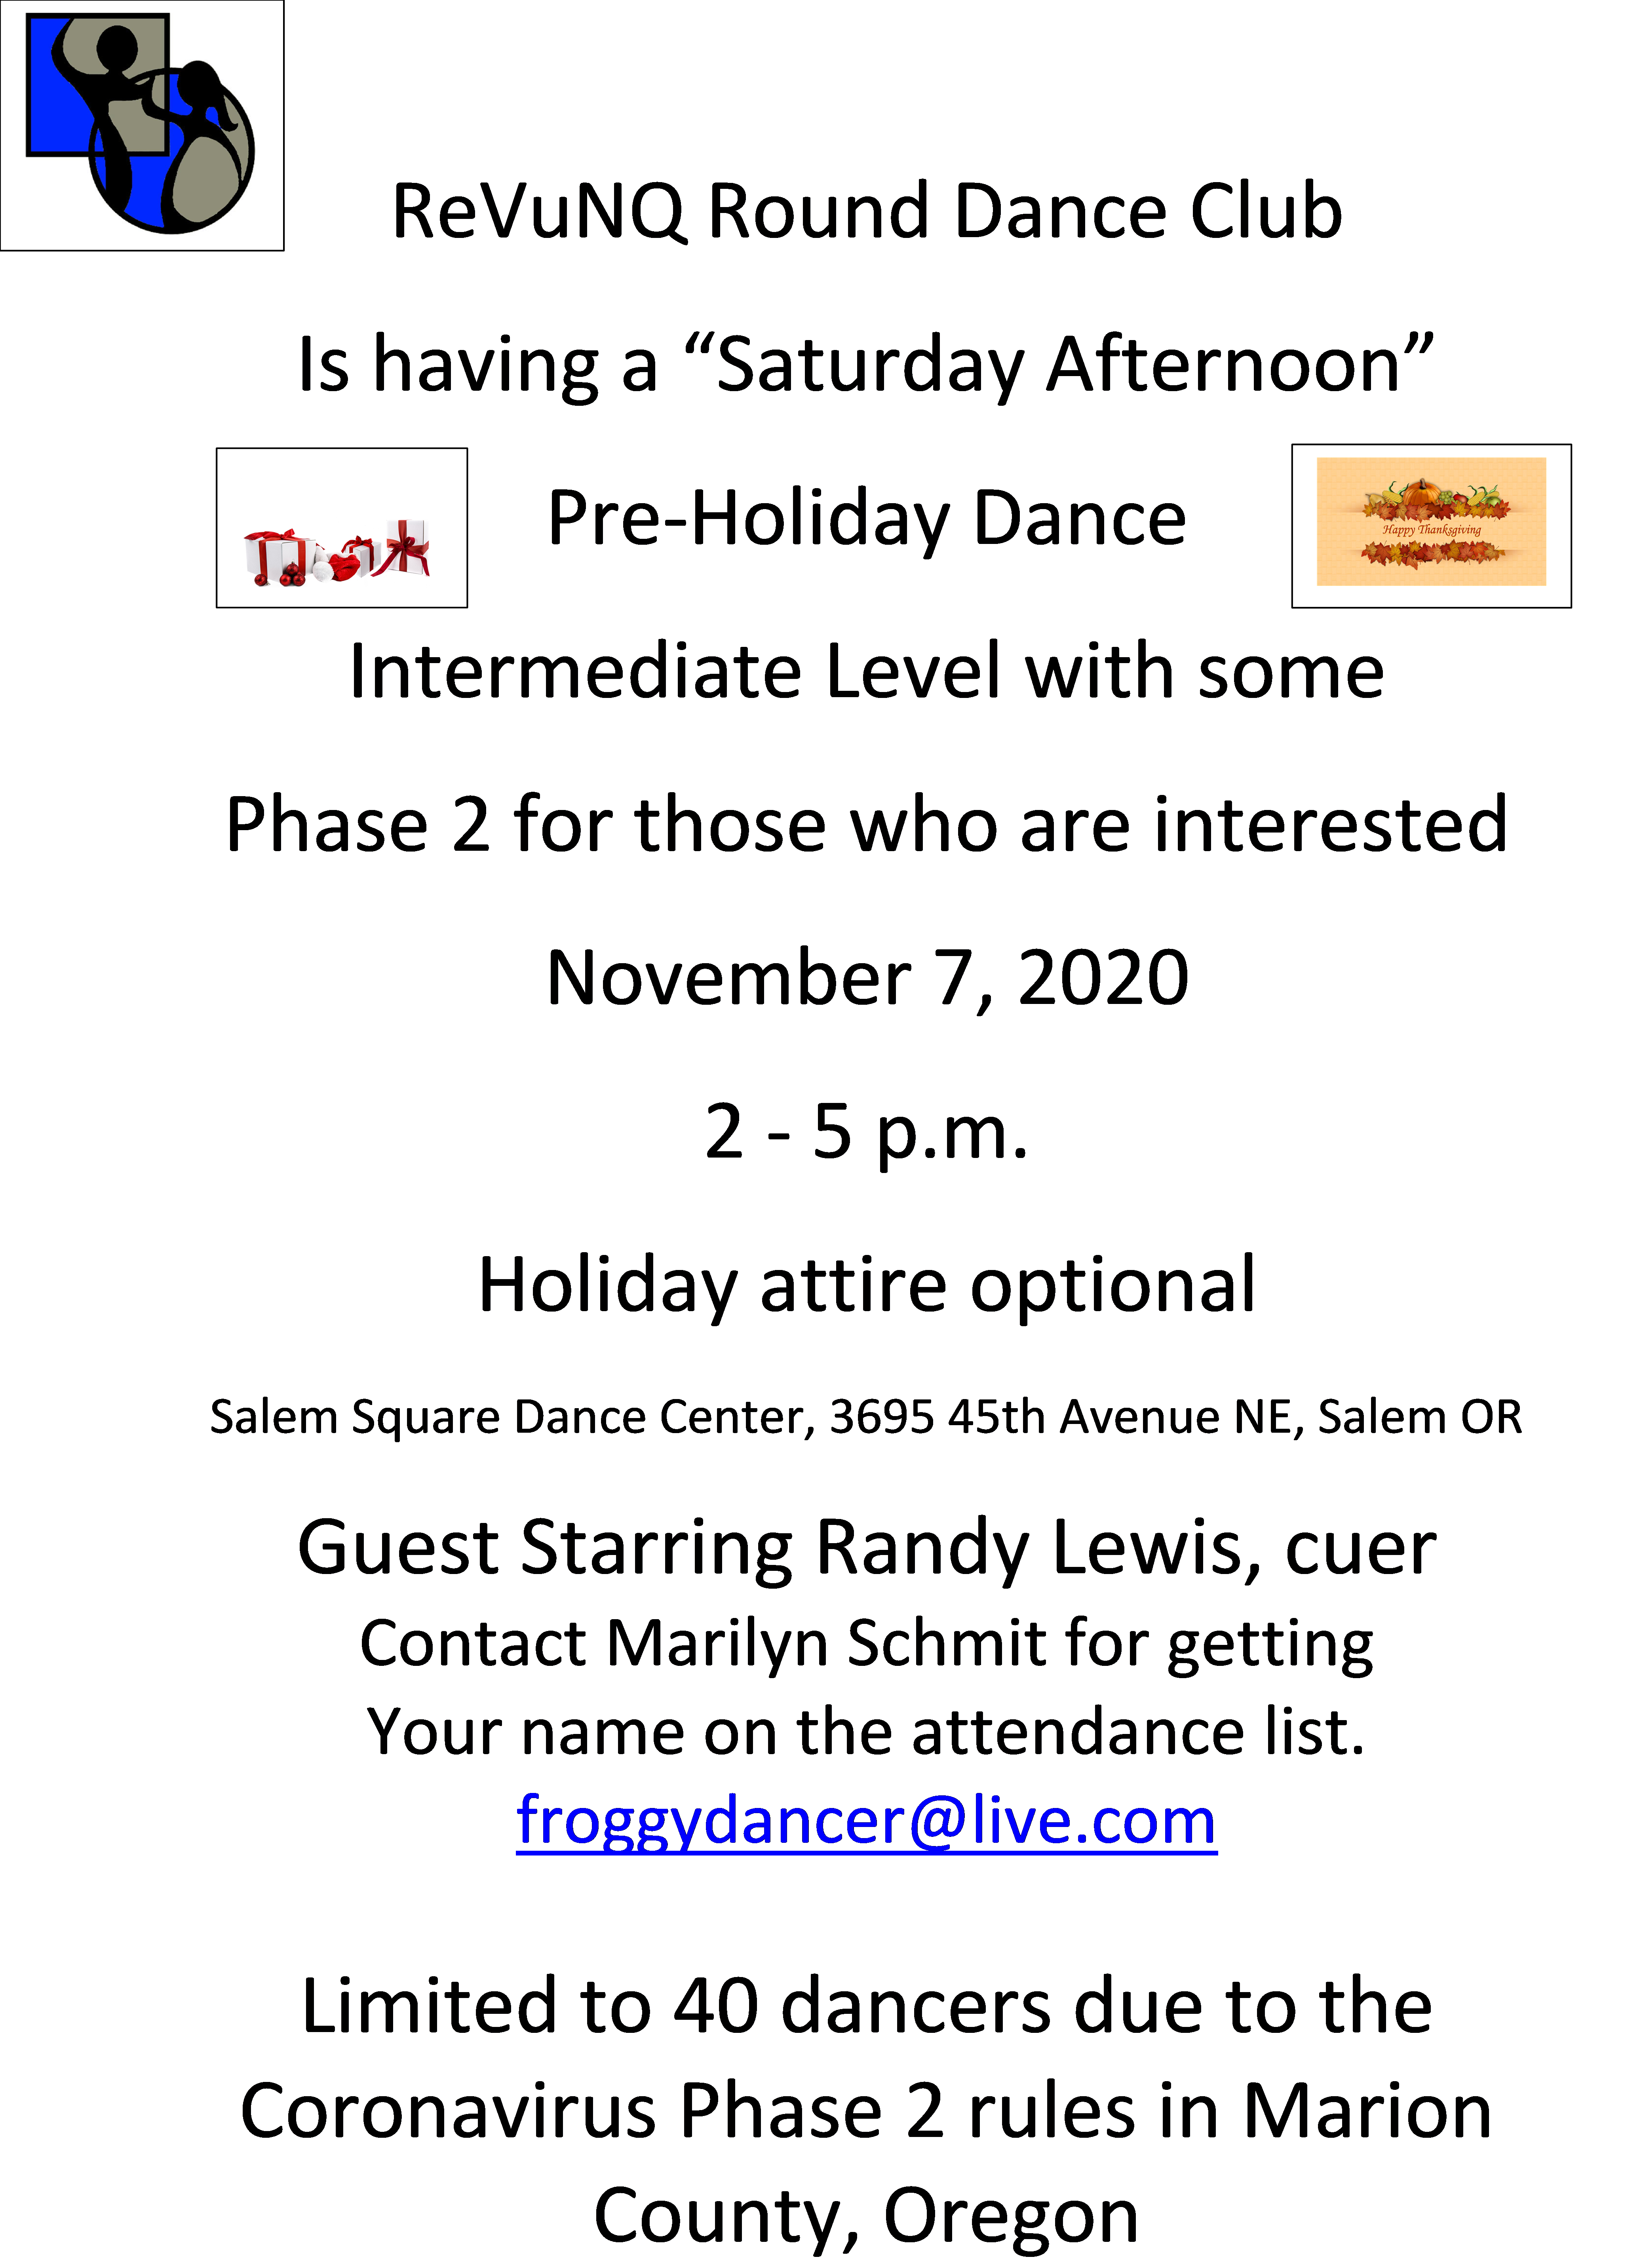 ReVuNQ Round Dance Club
Is having a “Saturday Afternoon”
Pre-Holiday Dance
Happy Thanksgiving
Intermediate Level with some
Phase 2 for those who are interested
November 7, 2020
2 - 5 p.m.
Holiday attire optional
Salem Square Dance Center, 3695 45th Avenue NE, Salem OR
Guest Starring Randy Lewis, cuer
Contact Marilyn Schmit for getting
Your name on the attendance list.
froggydancer@live.com
Limited to 40 dancers due to the
Coronavirus Phase 2 rules in Marion
County, Oregon